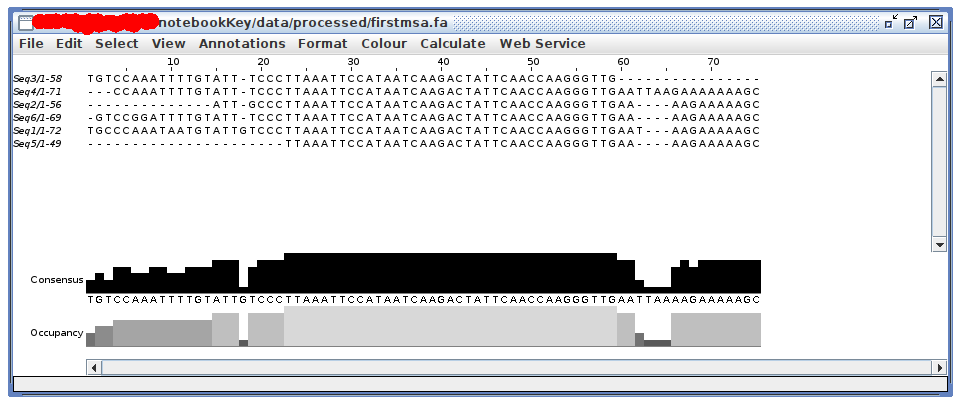 notebookKey/data/processed/firstmsa.fa
File Edit Select View Annotations Format Colour Calculate Web Service
10 20 30 40 50 60 70
Seq3/1-58 TGTCCAAATTTTGTATT-TCCCTTAAATTCCATAATCAAGACTATTCAACCAAGGGTTG----------------
Seq4/1-71 ---CCAAATTTTGTATT-TCCCTTAAATTCCATAATCAAGACTATTCAACCAAGGGTTGAATTAAGAAAAAAAGC
Seq2/1-56 --------------ATT-GCCCTTAAATTCCATAATCAAGACTATTCAACCAAGGGTTGAA----AAGAAAAAGC
Seq6/1-69 -GTCCGGATTTTGTATT-TCCCTTAAATTCCATAATCAAGACTATTCAACCAAGGGTTGAA----AAGAAAAAGC
Seq1/1-72 TGCCCAAATAATGTATTGTCCCTTAAATTCCATAATCAAGACTATTCAACCAAGGGTTGAAT---AAGAAAAAGC
Seq5/1-49 ----------------------TTAAATTCCATAATCAAGACTATTCAACCAAGGGTTGAA----AAGAAAAAGC
Consensus
TGTCCAAATTTTGTATTGTCCCTTAAATTCCATAATCAAGACTATTCAACCAAGGGTTGAATTAAAAGAAAAAGC
Occupancy